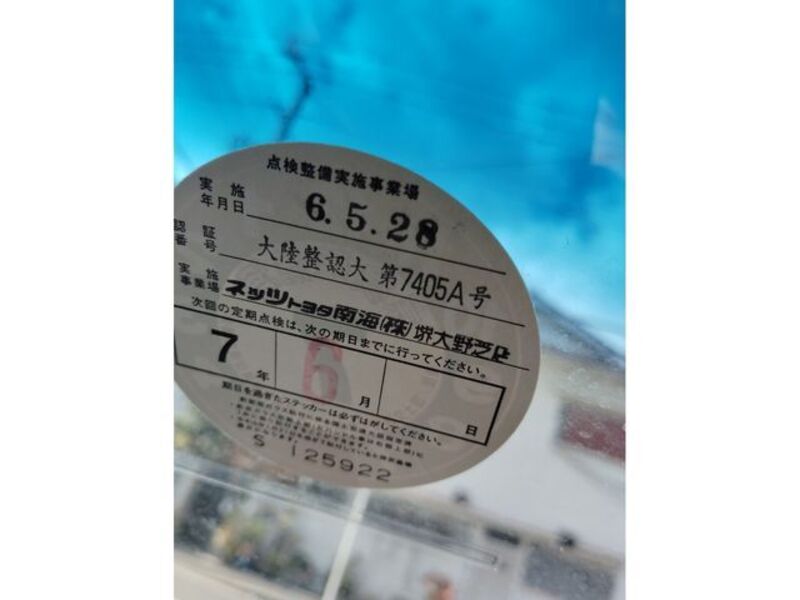 点検整備実施事業場
実施年月日 6.5.28
認証番号 大陸整認大 第7405A号
実施事業場 ネッツトヨタ南海(株)堺大野芝店
次回の定期点検は、次の期日までに行ってください。
7年 6月 日
期日を過ぎたステッカーは必ずはがしてください。
S 125922